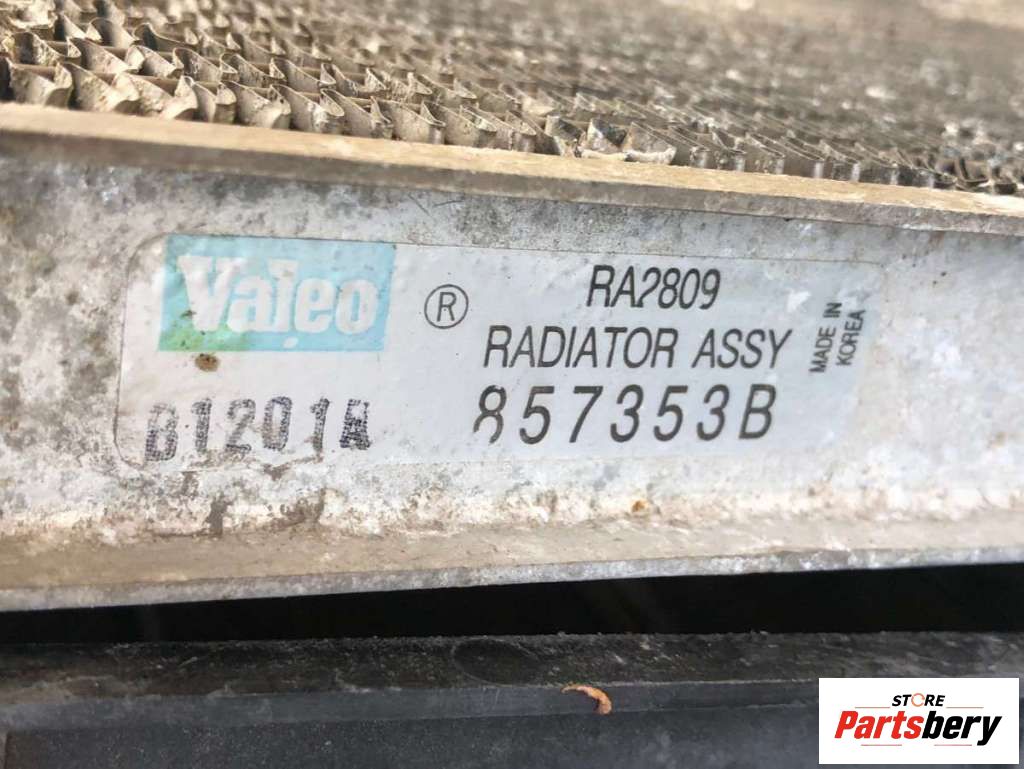 Valeo ®
RA2809
RADIATOR ASSY
857353B
MADE IN
KOREA
B1201A
STORE
Partsbery